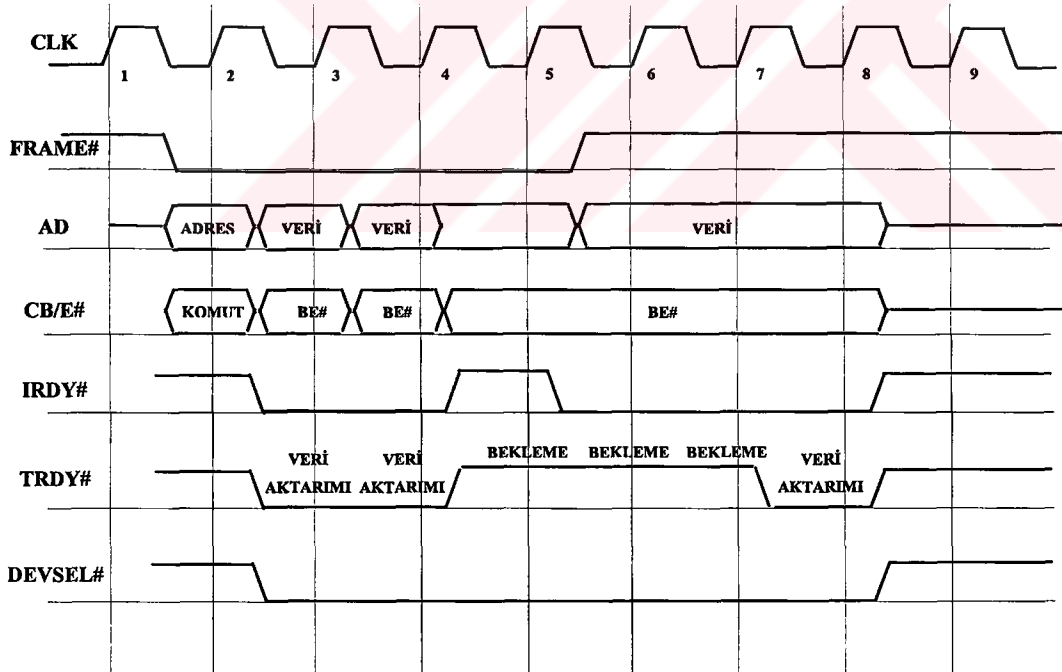 CLK
1 2 3 4 5 6 7 8 9
FRAME#
AD
ADRES VERİ VERİ VERİ
CB/E#
KOMUT BE# BE# BE#
IRDY#
TRDY#
VERİ AKTARIMI
VERİ AKTARIMI
BEKLEME BEKLEME BEKLEME
VERİ AKTARIMI
DEVSEL#